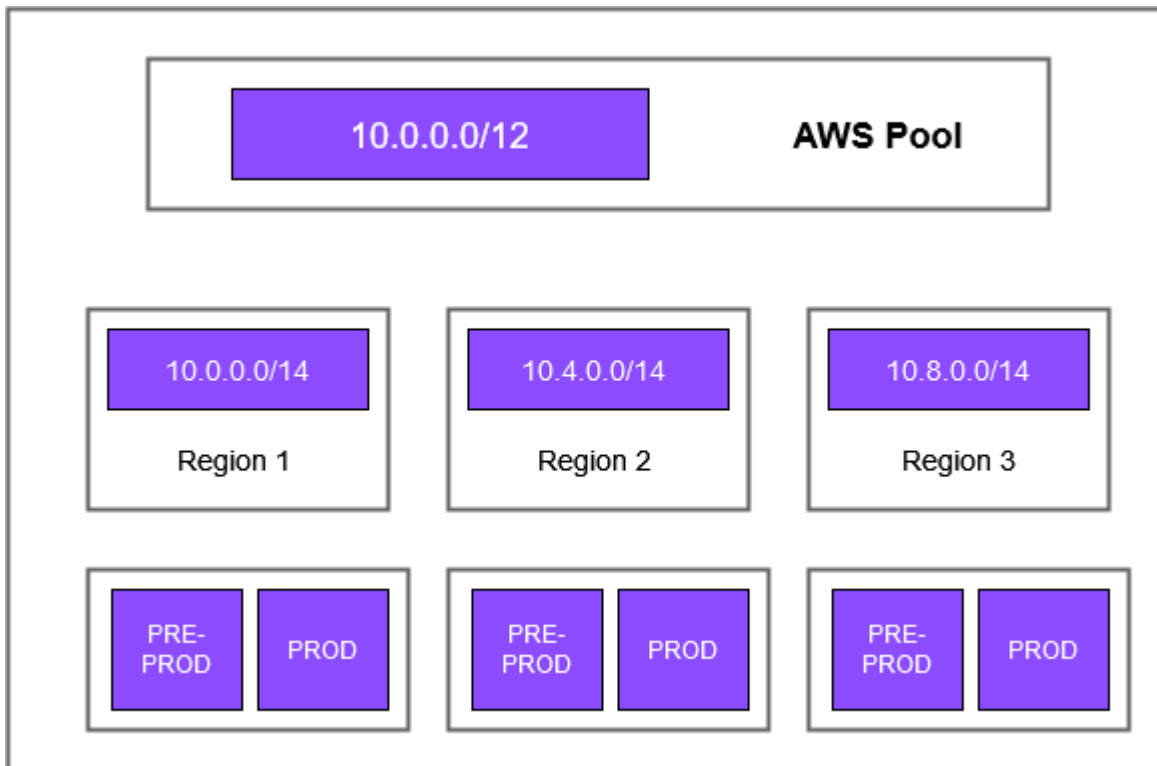 10.0.0.0/12
AWS Pool
10.0.0.0/14
Region 1
10.4.0.0/14
Region 2
10.8.0.0/14
Region 3
PRE-
PROD
PROD
PRE-
PROD
PROD
PRE-
PROD
PROD